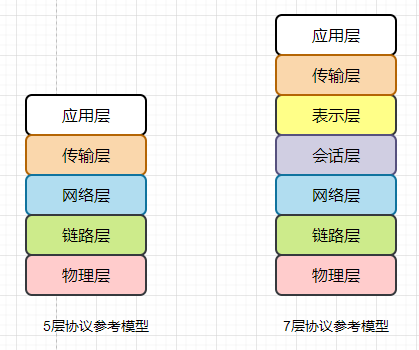 应用层
传输层
网络层
链路层
物理层
5层协议参考模型
应用层
传输层
表示层
会话层
网络层
链路层
物理层
7层协议参考模型